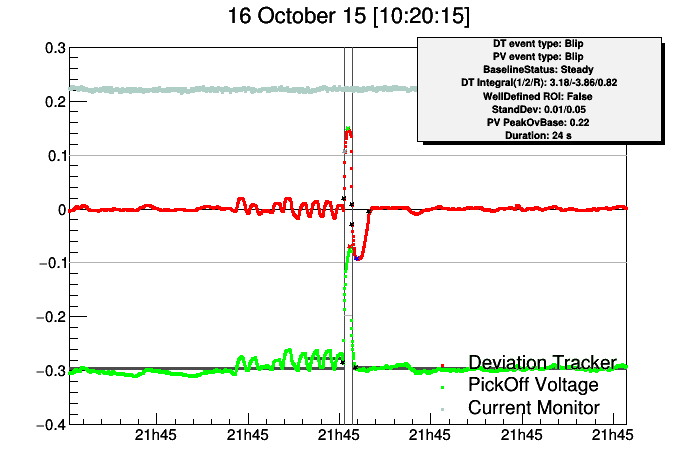 16 October 15 [10:20:15]
DT event type: Blip
PV event type: Blip
BaselineStatus: Steady
DT Integral(1/2/R): 3.18/-3.86/0.82
WellDefined ROI: False
StandDev: 0.01/0.05
PV PeakOvBase: 0.22
Duration: 24 s
0.3
0.2
0.1
0
−0.1
−0.2
−0.3
−0.4
Deviation Tracker
PickOff Voltage
Current Monitor
21h45 21h45 21h45 21h45 21h45 21h45